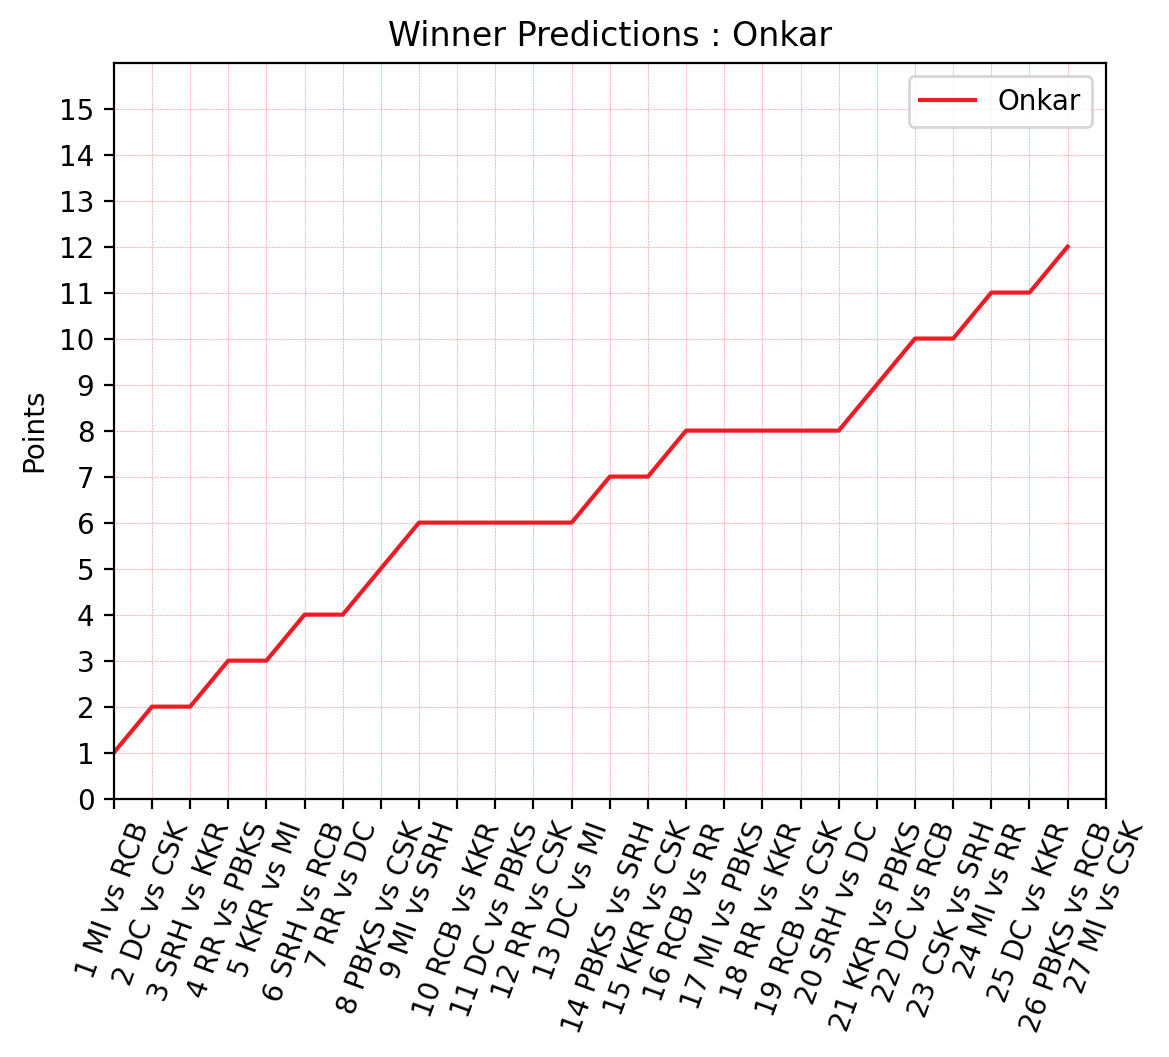 Winner Predictions : Onkar
Onkar
15
14
13
12
11
10
9
8
7
6
5
4
3
2
1
0
Points
1 MI vs RCB
2 DC vs CSK
3 SRH vs KKR
4 RR vs PBKS
5 KKR vs MI
6 SRH vs RCB
7 RR vs DC
8 PBKS vs CSK
9 MI vs SRH
10 RCB vs KKR
11 DC vs PBKS
12 RR vs CSK
13 DC vs MI
14 PBKS vs SRH
15 KKR vs CSK
16 RCB vs RR
17 MI vs PBKS
18 RR vs KKR
19 RCB vs CSK
20 SRH vs DC
21 KKR vs PBKS
22 DC vs RCB
23 CSK vs SRH
24 MI vs RR
25 DC vs KKR
26 PBKS vs RCB
27 MI vs CSK